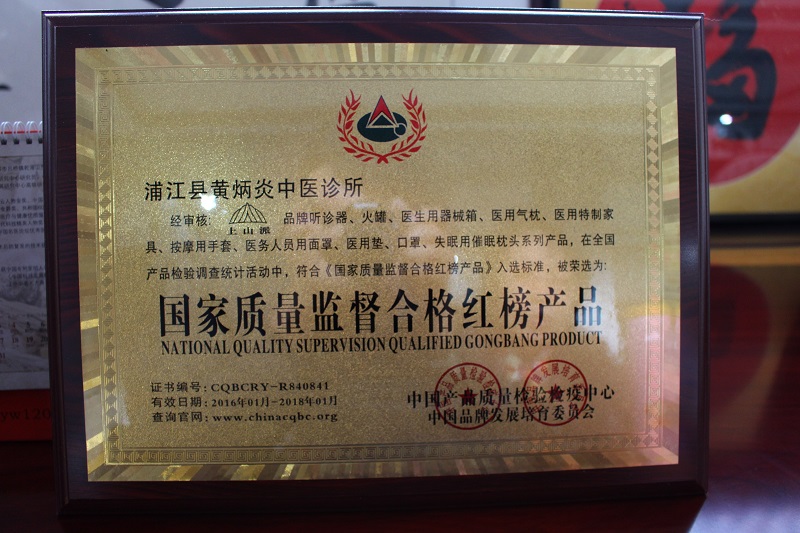 浦江县黄炳炎中医诊所
经审核: 上山派 品牌听诊器、火罐、医生用器械箱、医用气枕、医用特制家
具、按摩用手套、医务人员用面罩、医用垫、口罩、失眠用催眠枕头系列产品,在全国
产品检验调查统计活动中,符合《国家质量监督合格红榜产品》入选标准,被荣选为:
国家质量监督合格红榜产品
NATIONAL QUALITY SUPERVISION QUALIFIED GONGBANG PRODUCT
证书编号: CQBCRY-R840841
有效日期: 2016年01月-2018年01月
查询官网: www.chinacqbc.org
中国产品质量检验检疫中心
中国品牌发展培育委员会
福